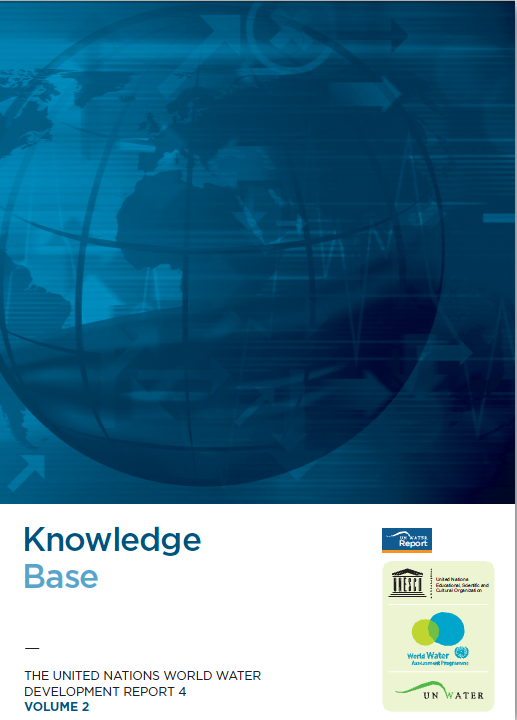 Knowledge
Base
—
THE UNITED NATIONS WORLD WATER
DEVELOPMENT REPORT 4
VOLUME 2
UN WATER
Report
UNESCO
United Nations
Educational, Scientific and
Cultural Organization
World Water
Assessment Programme
UN WATER